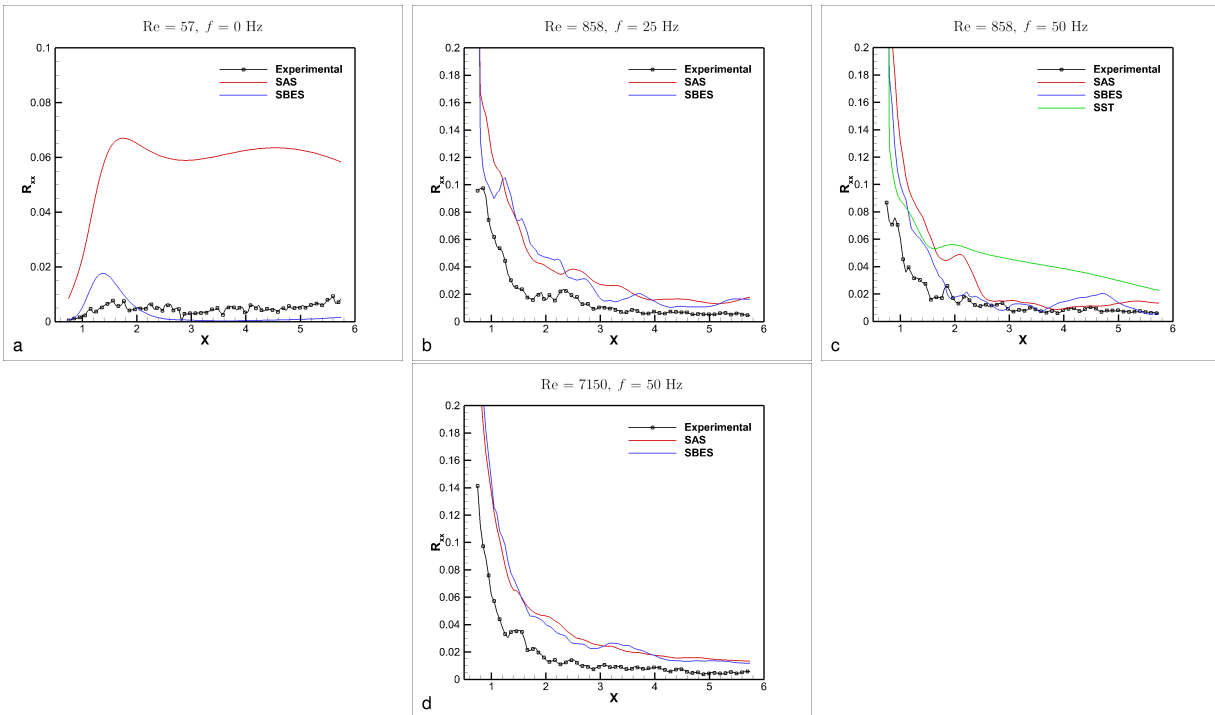 Re = 57, f = 0 Hz
0.1
0.08
0.06
0.04
0.02
0
R_xx
1
2
3
4
5
6
X
Experimental
SAS
SBES
a
Re = 858, f = 25 Hz
0.2
0.18
0.16
0.14
0.12
0.1
0.08
0.06
0.04
0.02
0
R_xx
1
2
3
4
5
6
X
Experimental
SAS
SBES
b
Re = 858, f = 50 Hz
0.2
0.18
0.16
0.14
0.12
0.1
0.08
0.06
0.04
0.02
0
R_xx
1
2
3
4
5
6
X
Experimental
SAS
SBES
SST
c
Re = 7150, f = 50 Hz
0.2
0.18
0.16
0.14
0.12
0.1
0.08
0.06
0.04
0.02
0
R_xx
1
2
3
4
5
6
X
Experimental
SAS
SBES
d